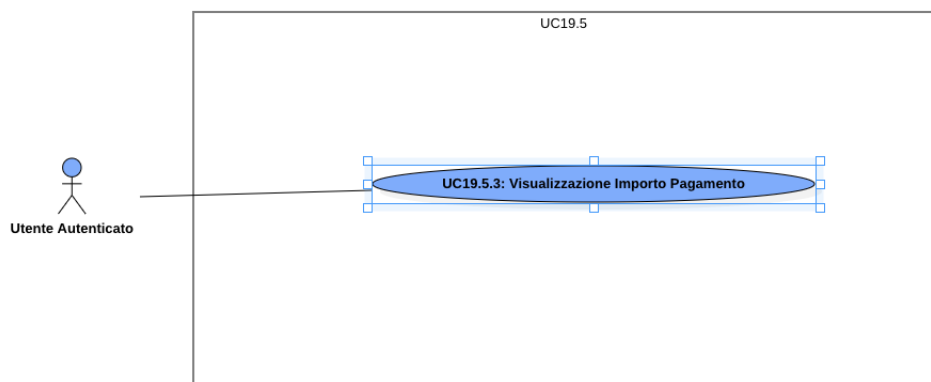 UC19.5
UC19.5.3: Visualizzazione Importo Pagamento
Utente Autenticato